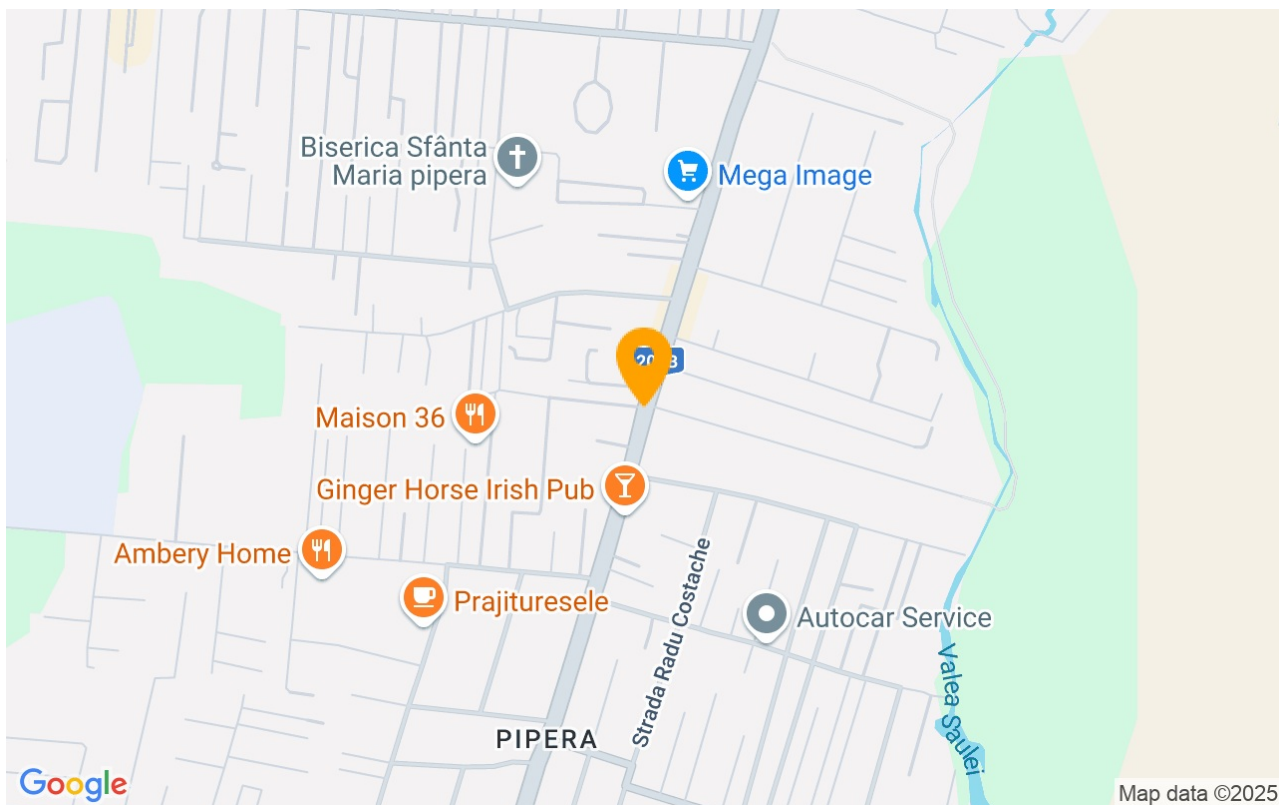 Biserica Sfânta
Maria pipera
Mega Image
Maison 36
Ginger Horse Irish Pub
Ambery Home
Prajituresele
Strada Radu Costache
Autocar Service
Valea Saulei
PIPERA
Google
Map data ©2025